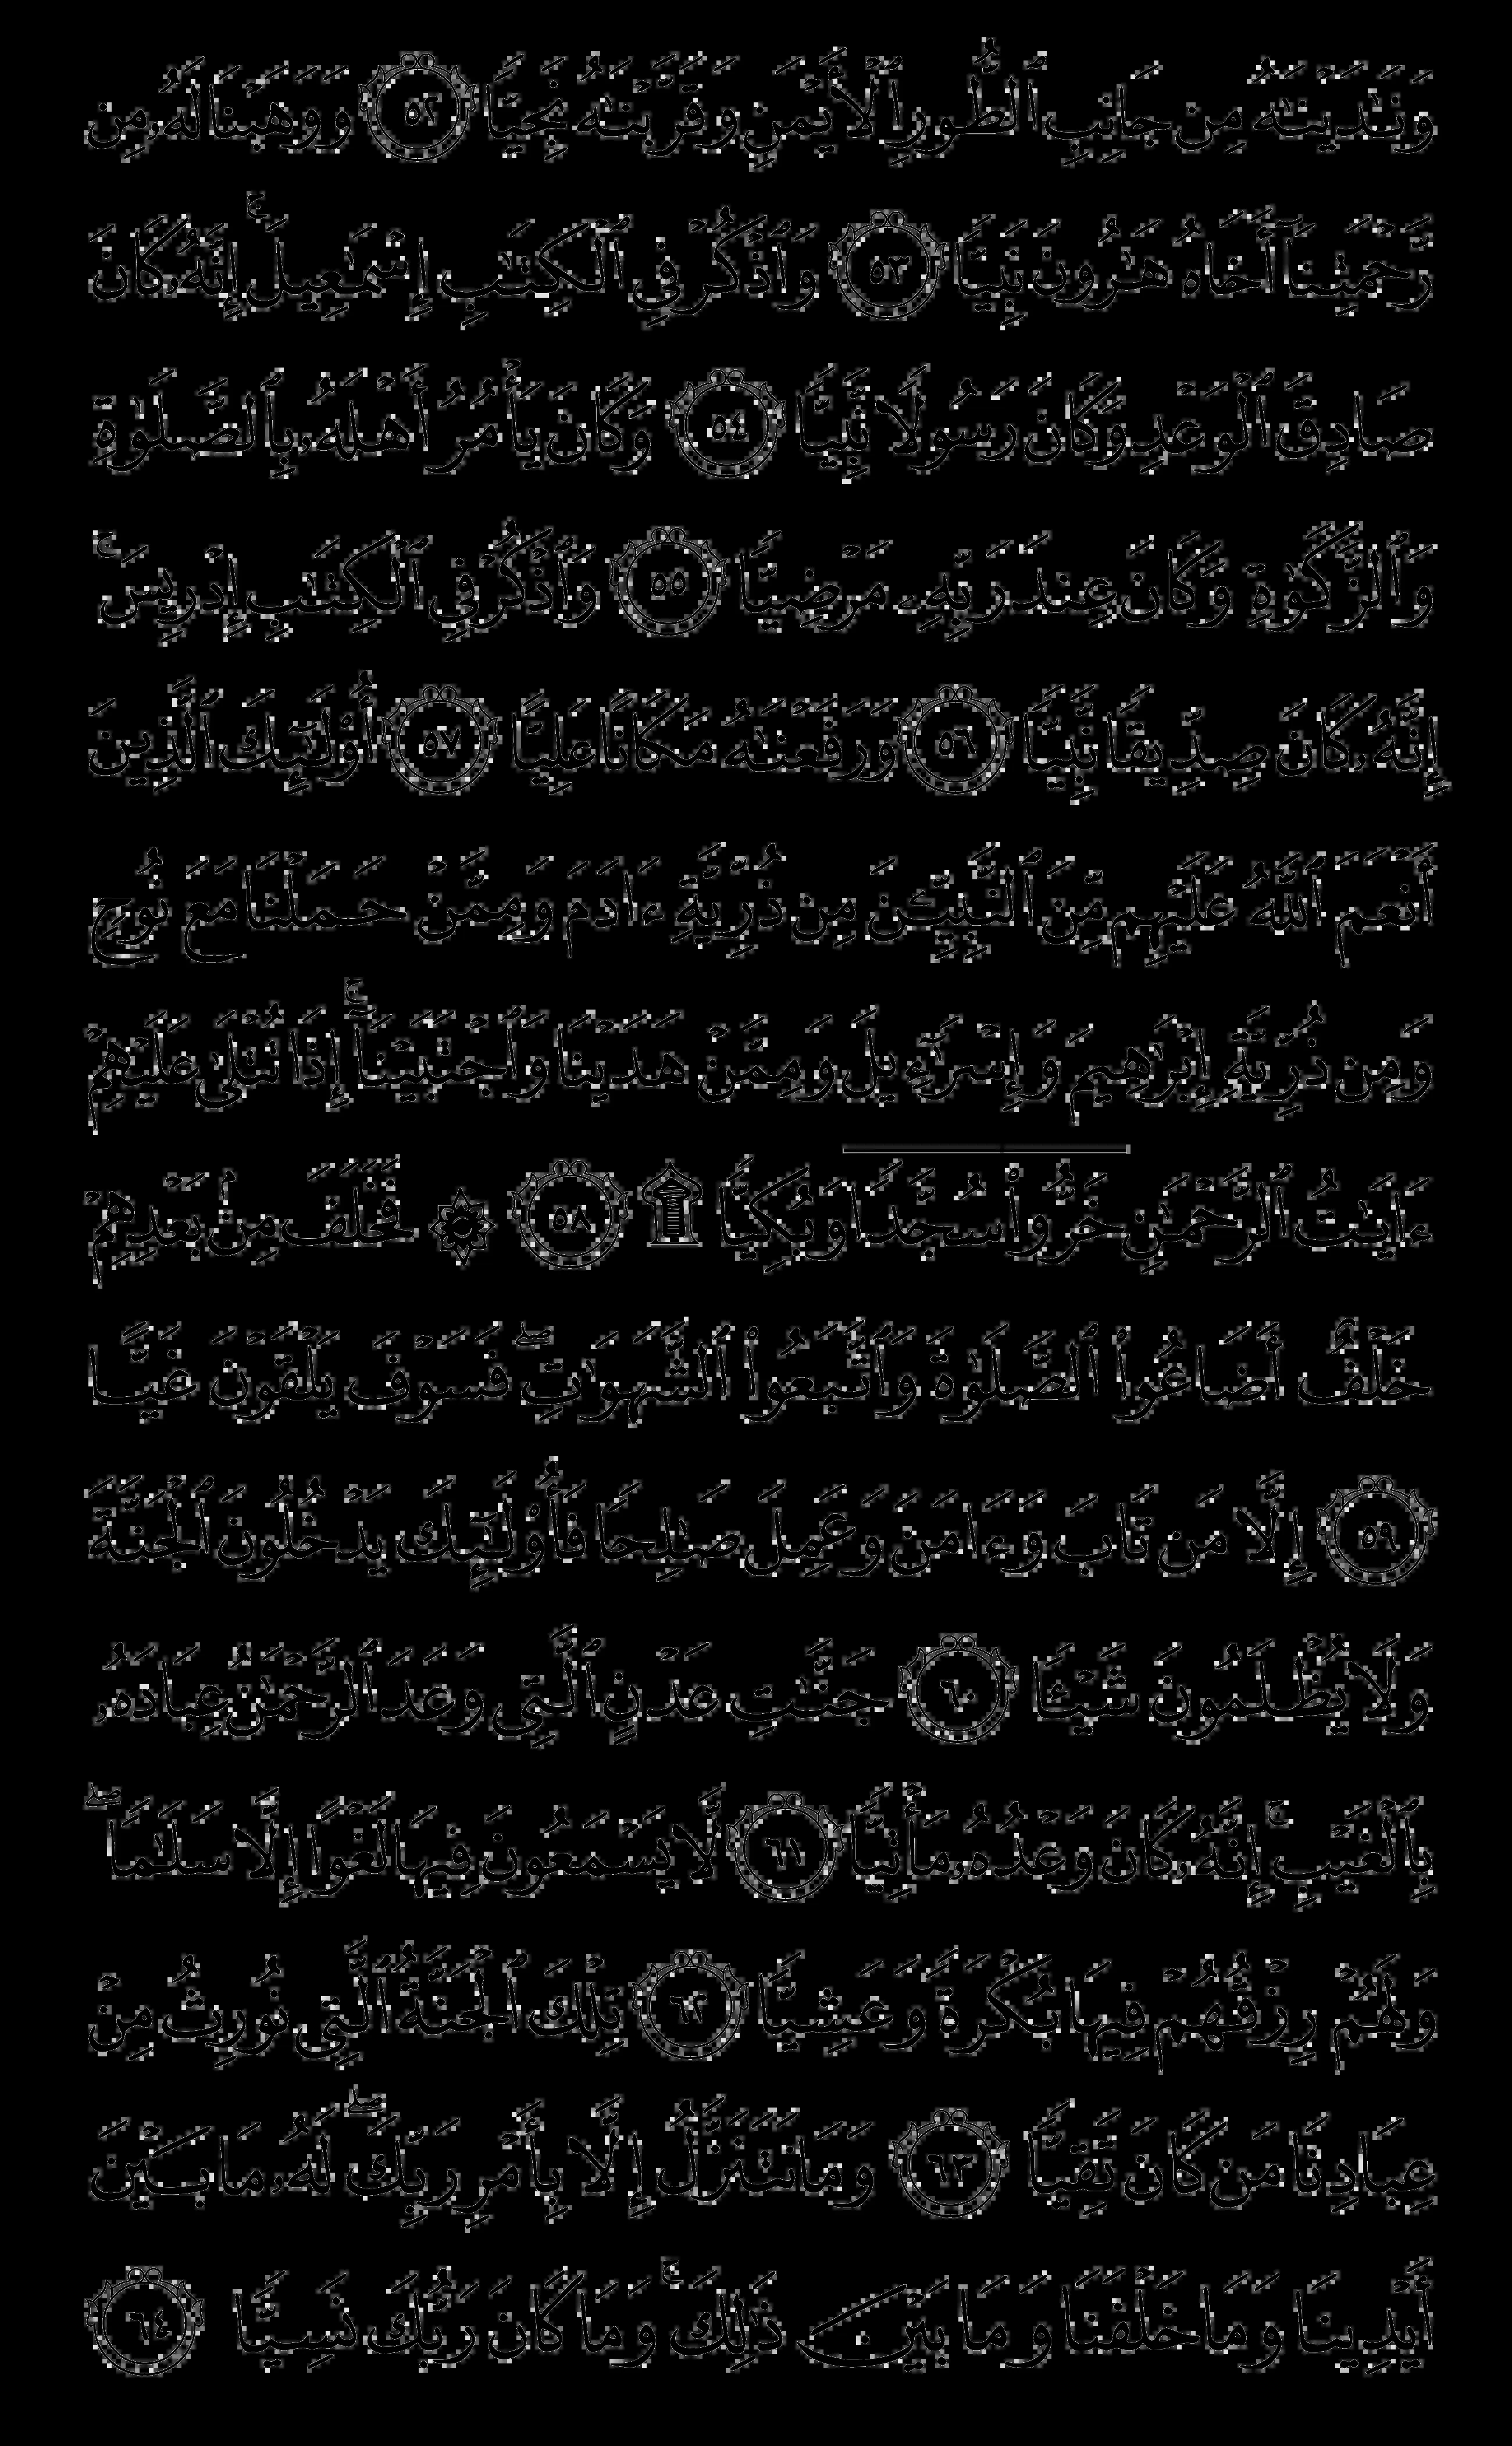 وَنَٰدَيْنَٰهُ مِن جَانِبِ ٱلطُّورِ ٱلْأَيْمَنِ وَقَرَّبْنَٰهُ نَجِيًّا ٥٢ وَوَهَبْنَا لَهُۥ مِن
رَّحْمَتِنَآ أَخَاهُ هَٰرُونَ نَبِيًّا ٥٣ وَٱذْكُرْ فِى ٱلْكِتَٰبِ إِسْمَٰعِيلَ ۚ إِنَّهُۥ كَانَ
صَادِقَ ٱلْوَعْدِ وَكَانَ رَسُولًا نَّبِيًّا ٥٤ وَكَانَ يَأْمُرُ أَهْلَهُۥ بِٱلصَّلَوٰةِ
وَٱلزَّكَوٰةِ وَكَانَ عِندَ رَبِّهِۦ مَرْضِيًّا ٥٥ وَٱذْكُرْ فِى ٱلْكِتَٰبِ إِدْرِيسَ ۚ
إِنَّهُۥ كَانَ صِدِّيقًا نَّبِيًّا ٥٦ وَرَفَعْنَٰهُ مَكَانًا عَلِيًّا ٥٧ أُو۟لَٰٓئِكَ ٱلَّذِينَ
أَنْعَمَ ٱللَّهُ عَلَيْهِم مِّنَ ٱلنَّبِيِّۦنَ مِن ذُرِّيَّةِ ءَادَمَ وَمِمَّنْ حَمَلْنَا مَعَ نُوحٍ
وَمِن ذُرِّيَّةِ إِبْرَٰهِيمَ وَإِسْرَٰٓءِيلَ وَمِمَّنْ هَدَيْنَا وَٱجْتَبَيْنَآ ۚ إِذَا تُتْلَىٰ عَلَيْهِمْ
ءَايَٰتُ ٱلرَّحْمَٰنِ خَرُّوا۟ سُجَّدًا وَبُكِيًّا ۩ ٥٨ ۞ فَخَلَفَ مِنۢ بَعْدِهِمْ
خَلْفٌ أَضَاعُوا۟ ٱلصَّلَوٰةَ وَٱتَّبَعُوا۟ ٱلشَّهَوَٰتِ ۖ فَسَوْفَ يَلْقَوْنَ غَيًّا
٥٩ إِلَّا مَن تَابَ وَءَامَنَ وَعَمِلَ صَٰلِحًا فَأُو۟لَٰٓئِكَ يَدْخُلُونَ ٱلْجَنَّةَ
وَلَا يُظْلَمُونَ شَيْـًٔا ٦٠ جَنَّٰتِ عَدْنٍ ٱلَّتِى وَعَدَ ٱلرَّحْمَٰنُ عِبَادَهُۥ
بِٱلْغَيْبِ ۚ إِنَّهُۥ كَانَ وَعْدُهُۥ مَأْتِيًّا ٦١ لَّا يَسْمَعُونَ فِيهَا لَغْوًا إِلَّا سَلَٰمًا ۖ
وَلَهُمْ رِزْقُهُمْ فِيهَا بُكْرَةً وَعَشِيًّا ٦٢ تِلْكَ ٱلْجَنَّةُ ٱلَّتِى نُورِثُ مِنْ
عِبَادِنَا مَن كَانَ تَقِيًّا ٦٣ وَمَا نَتَنَزَّلُ إِلَّا بِأَمْرِ رَبِّكَ ۖ لَهُۥ مَا بَيْنَ
أَيْدِينَا وَمَا خَلْفَنَا وَمَا بَيْنَ ذَٰلِكَ ۚ وَمَا كَانَ رَبُّكَ نَسِيًّا ٦٤